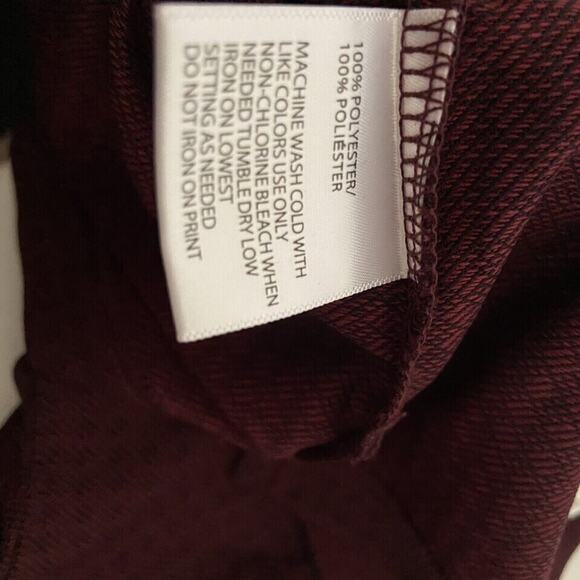 100% POLYESTER/
100% POLIÉSTER
MACHINE WASH COLD WITH
LIKE COLORS USE ONLY
NON-CHLORINE BLEACH WHEN
NEEDED TUMBLE DRY LOW
IRON ON LOWEST
SETTING AS NEEDED
DO NOT IRON ON PRINT